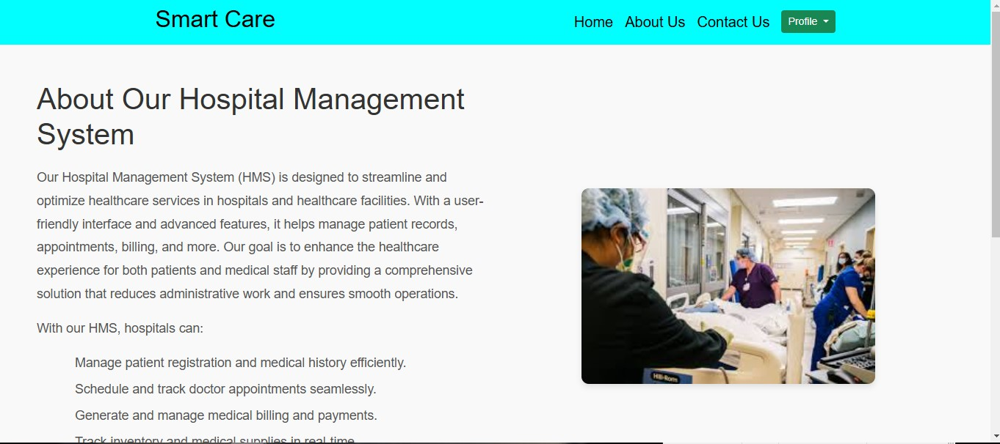 Smart Care
Home About Us Contact Us Profile
About Our Hospital Management
System
Our Hospital Management System (HMS) is designed to streamline and
optimize healthcare services in hospitals and healthcare facilities. With a user-
friendly interface and advanced features, it helps manage patient records,
appointments, billing, and more. Our goal is to enhance the healthcare
experience for both patients and medical staff by providing a comprehensive
solution that reduces administrative work and ensures smooth operations.
With our HMS, hospitals can:
Manage patient registration and medical history efficiently.
Schedule and track doctor appointments seamlessly.
Generate and manage medical billing and payments.
Track inventory and medical supplies in real time
Hill-Rom